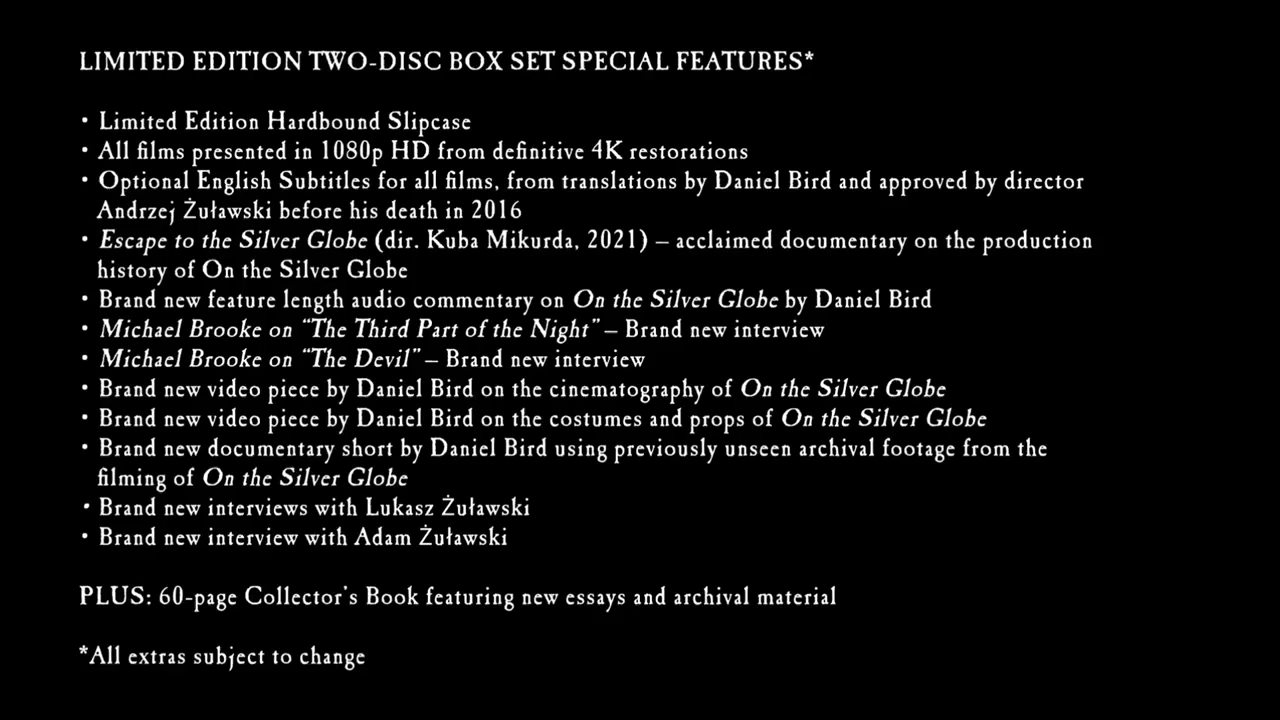 LIMITED EDITION TWO-DISC BOX SET SPECIAL FEATURES*
• Limited Edition Hardbound Slipcase
• All films presented in 1080p HD from definitive 4K restorations
• Optional English Subtitles for all films, from translations by Daniel Bird and approved by director
Andrzej Żuławski before his death in 2016
• Escape to the Silver Globe (dir. Kuba Mikurda, 2021) – acclaimed documentary on the production
history of On the Silver Globe
• Brand new feature length audio commentary on On the Silver Globe by Daniel Bird
• Michael Brooke on “The Third Part of the Night” – Brand new interview
• Michael Brooke on “The Devil” – Brand new interview
• Brand new video piece by Daniel Bird on the cinematography of On the Silver Globe
• Brand new video piece by Daniel Bird on the costumes and props of On the Silver Globe
• Brand new documentary short by Daniel Bird using previously unseen archival footage from the
filming of On the Silver Globe
• Brand new interviews with Lukasz Żuławski
• Brand new interview with Adam Żuławski
PLUS: 60-page Collector’s Book featuring new essays and archival material
*All extras subject to change